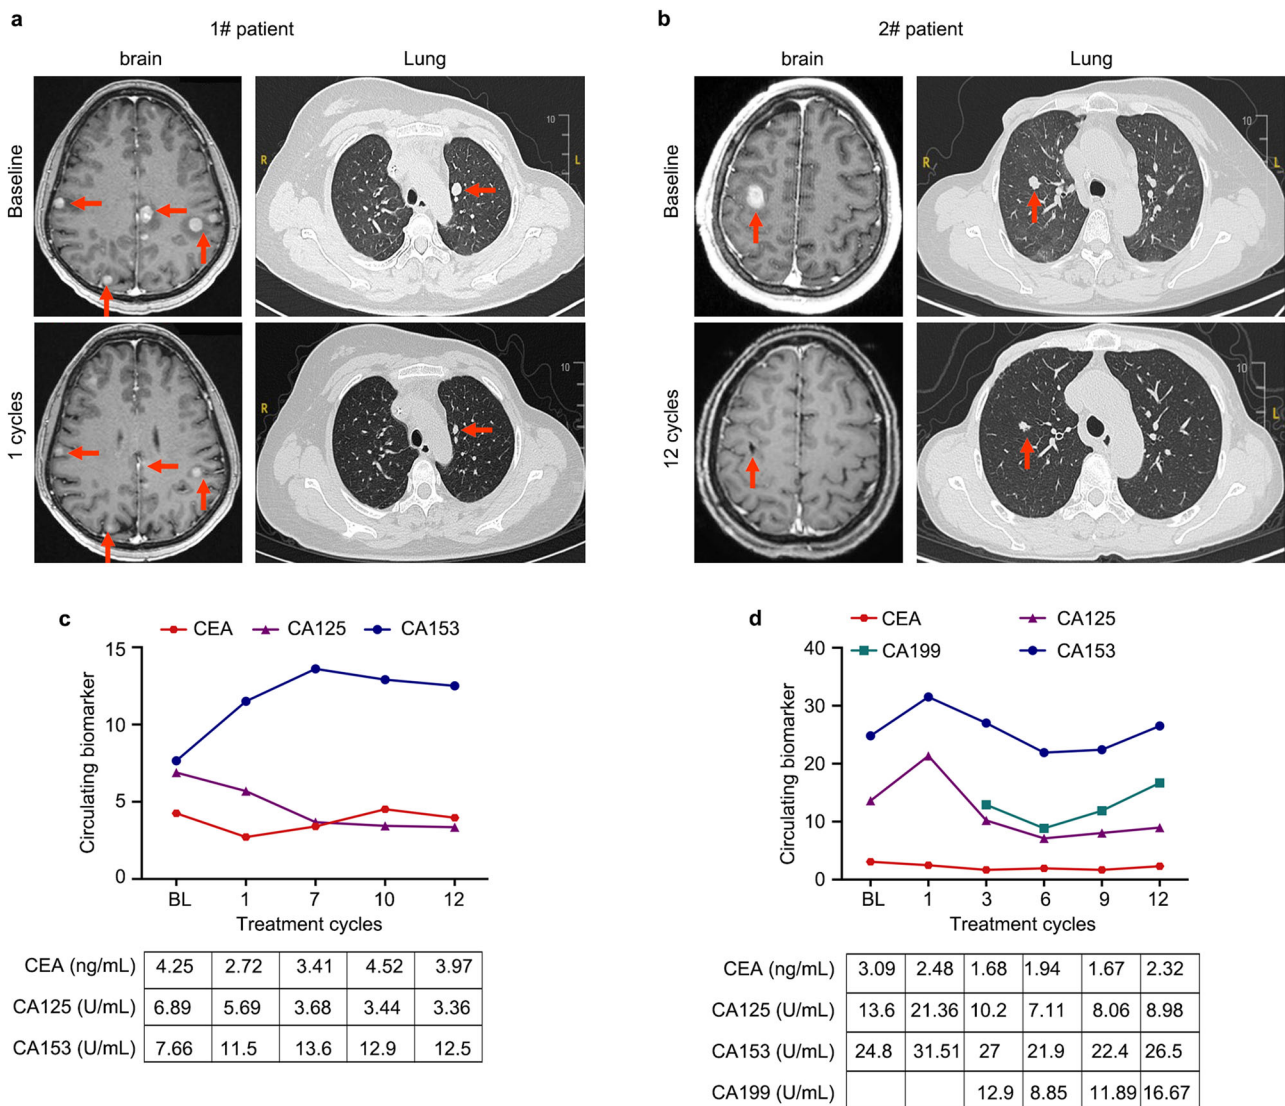 a
1# patient
brain Lung
Baseline
R
10
L
1 cycles
R
10
b
2# patient
brain Lung
Baseline
R
10
L
12 cycles
10
L
c
CEA CA125 CA153
15
10
5
0
Circulating biomarker
BL 1 7 10 12
Treatment cycles
CEA (ng/mL) 4.25 2.72 3.41 4.52 3.97
CA125 (U/mL) 6.89 5.69 3.68 3.44 3.36
CA153 (U/mL) 7.66 11.5 13.6 12.9 12.5
d
CEA CA125
CA199 CA153
40
30
20
10
0
Circulating biomarker
BL 1 3 6 9 12
Treatment cycles
CEA (ng/mL) 3.09 2.48 1.68 1.94 1.67 2.32
CA125 (U/mL) 13.6 21.36 10.2 7.11 8.06 8.98
CA153 (U/mL) 24.8 31.51 27 21.9 22.4 26.5
CA199 (U/mL) 12.9 8.85 11.89 16.67